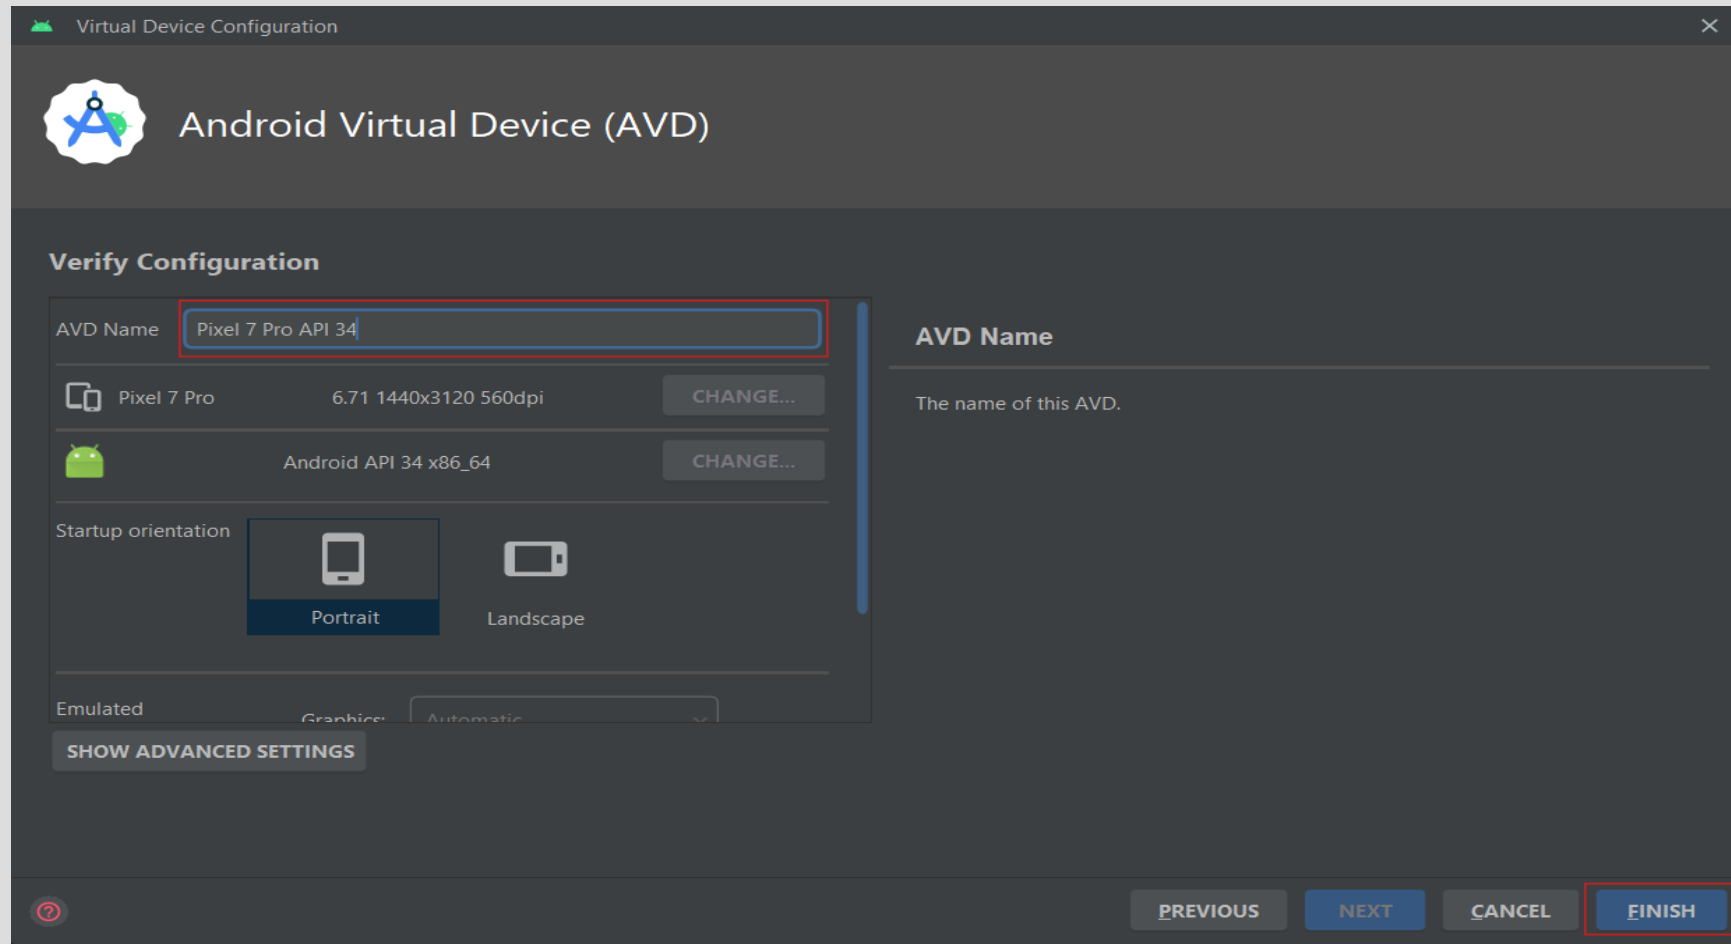 Virtual Device Configuration
Android Virtual Device (AVD)
Verify Configuration
AVD Name
Pixel 7 Pro API 34
Pixel 7 Pro
6.71 1440x3120 560dpi
CHANGE...
Android API 34 x86_64
CHANGE...
Startup orientation
Portrait
Landscape
Emulated
Graphics:
Automatic
SHOW ADVANCED SETTINGS
AVD Name
The name of this AVD.
PREVIOUS
NEXT
CANCEL
FINISH